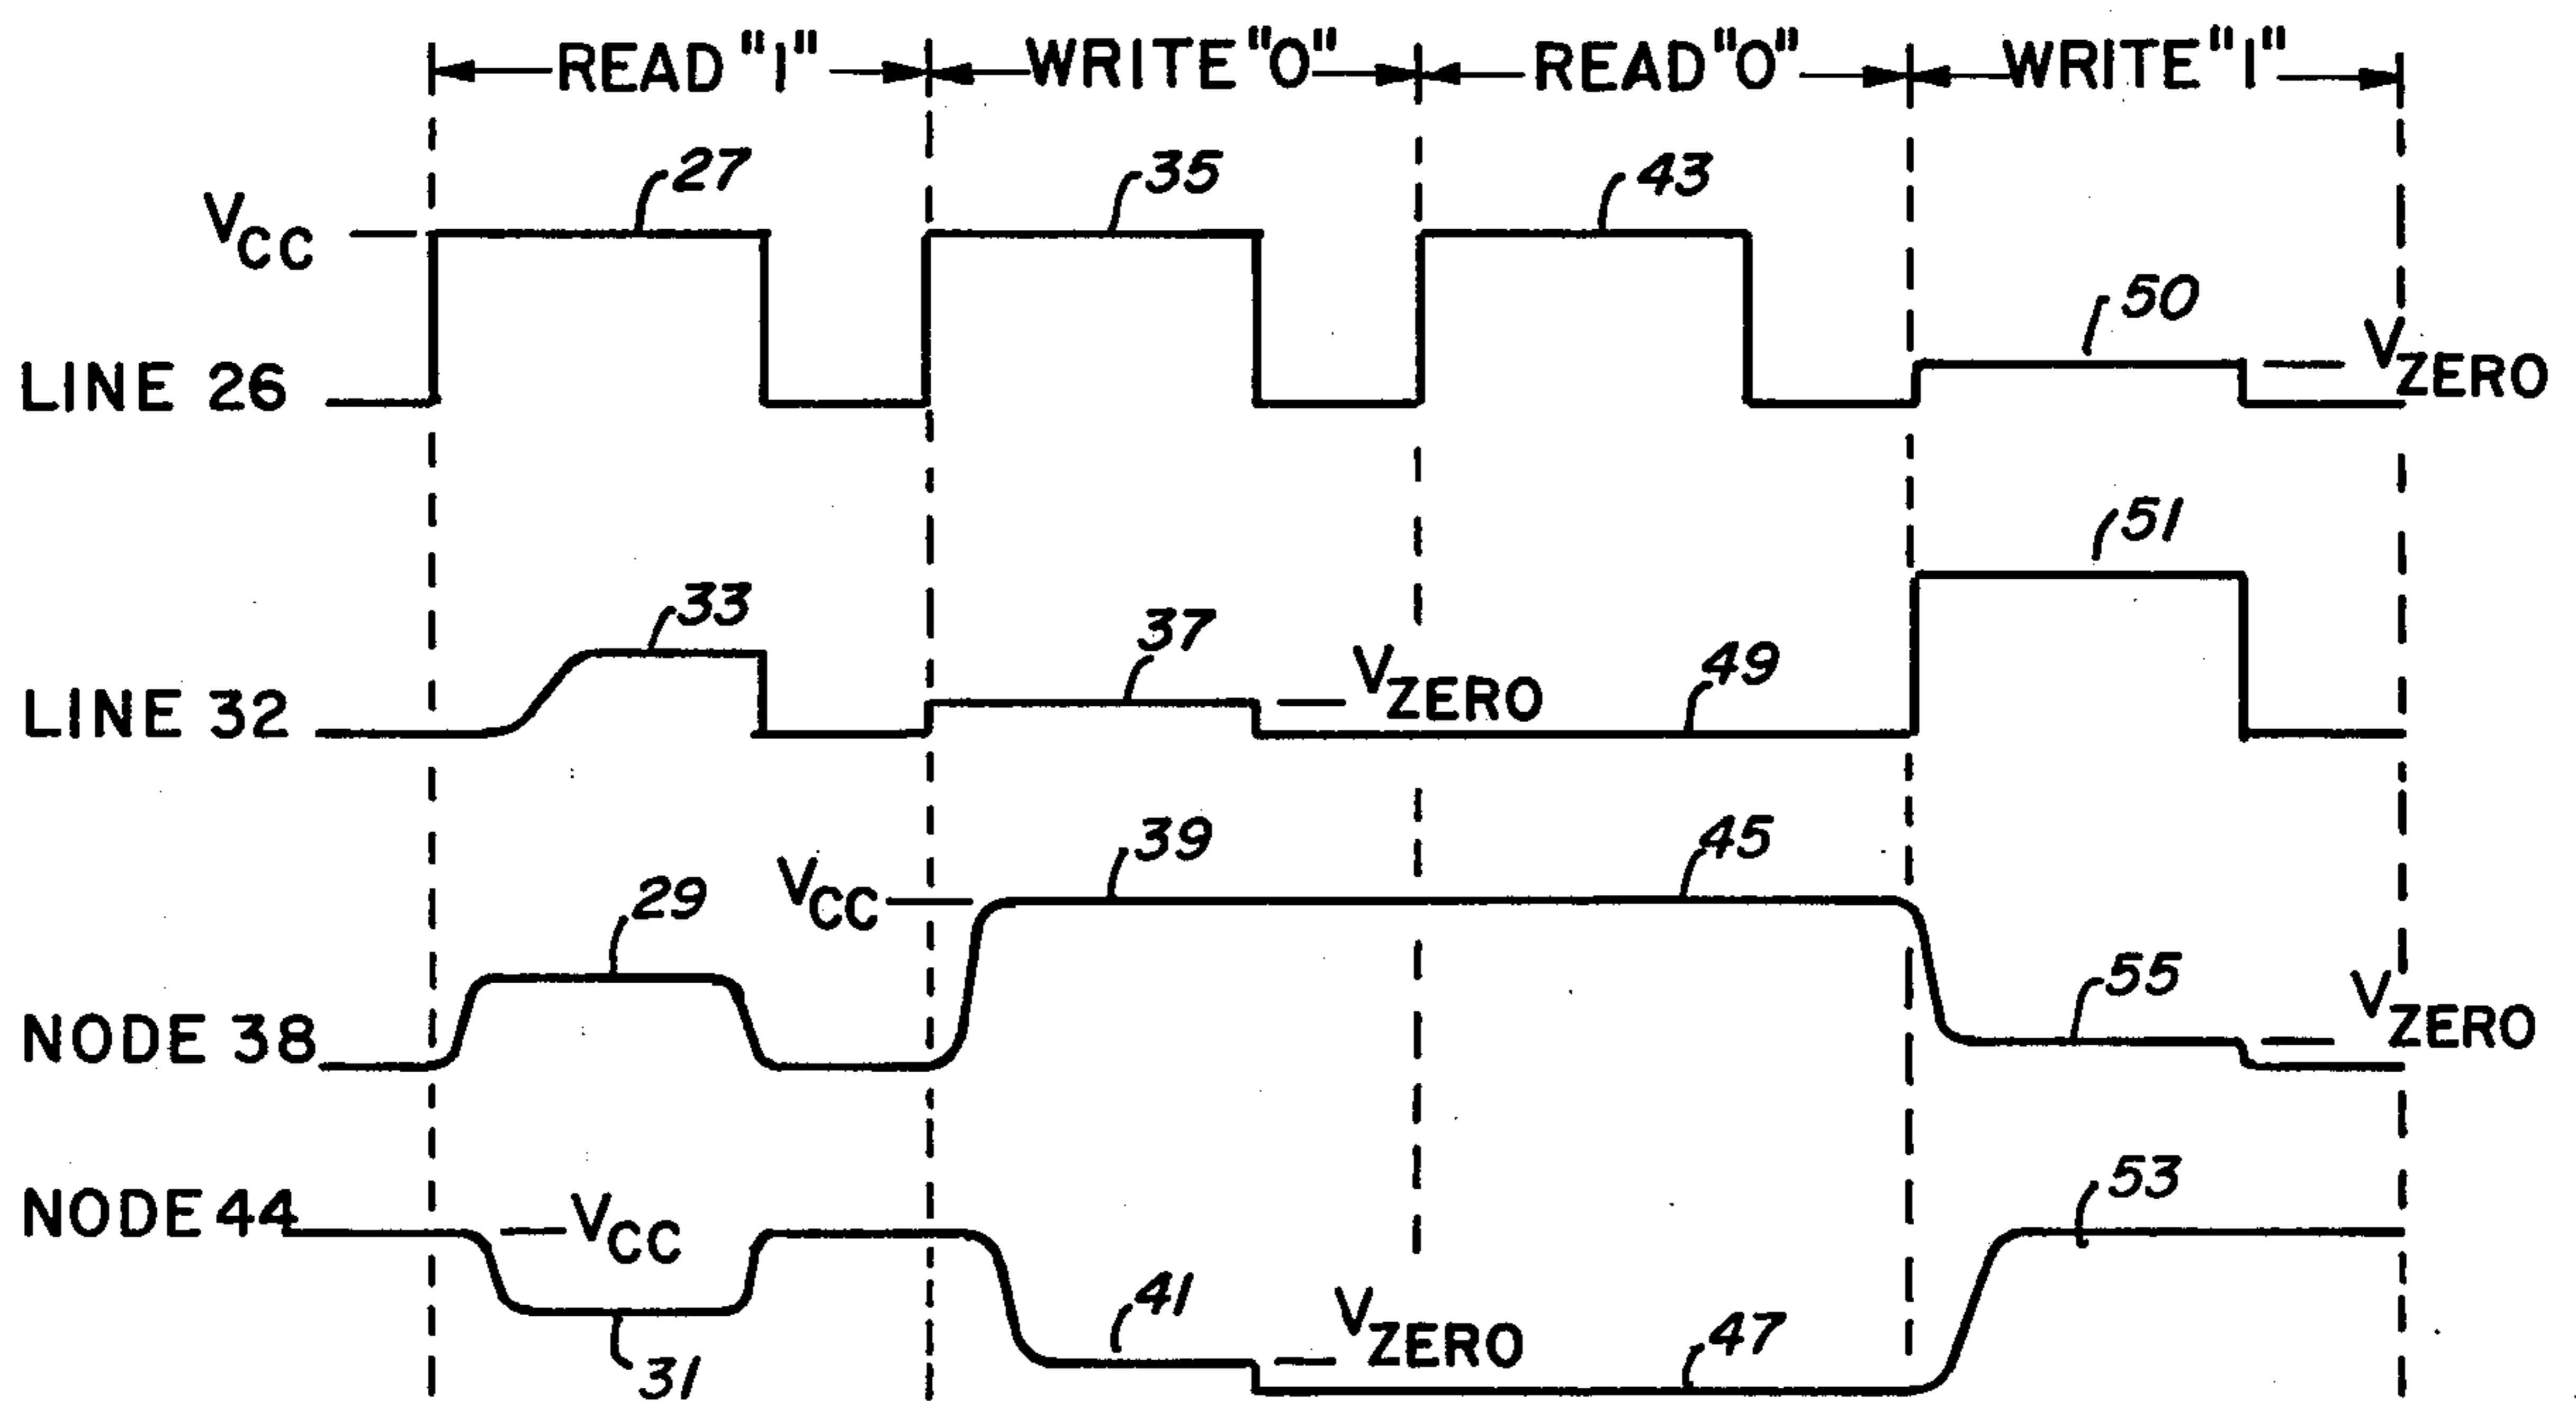 READ "1" WRITE "0" READ "0" WRITE "1"
27 35 43
VCC
50
VZERO
LINE 26
51
33 37 VZERO 49
LINE 32
39 45
VCC
29
55 VZERO
NODE 38
53
NODE 44 VCC
41 VZERO 47
31